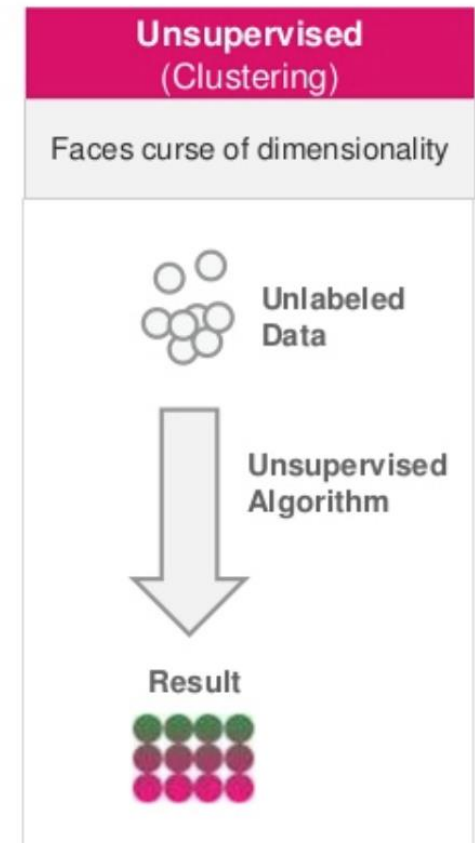 Unsupervised
(Clustering)
Faces curse of dimensionality
Unlabeled
Data
Unsupervised
Algorithm
Result